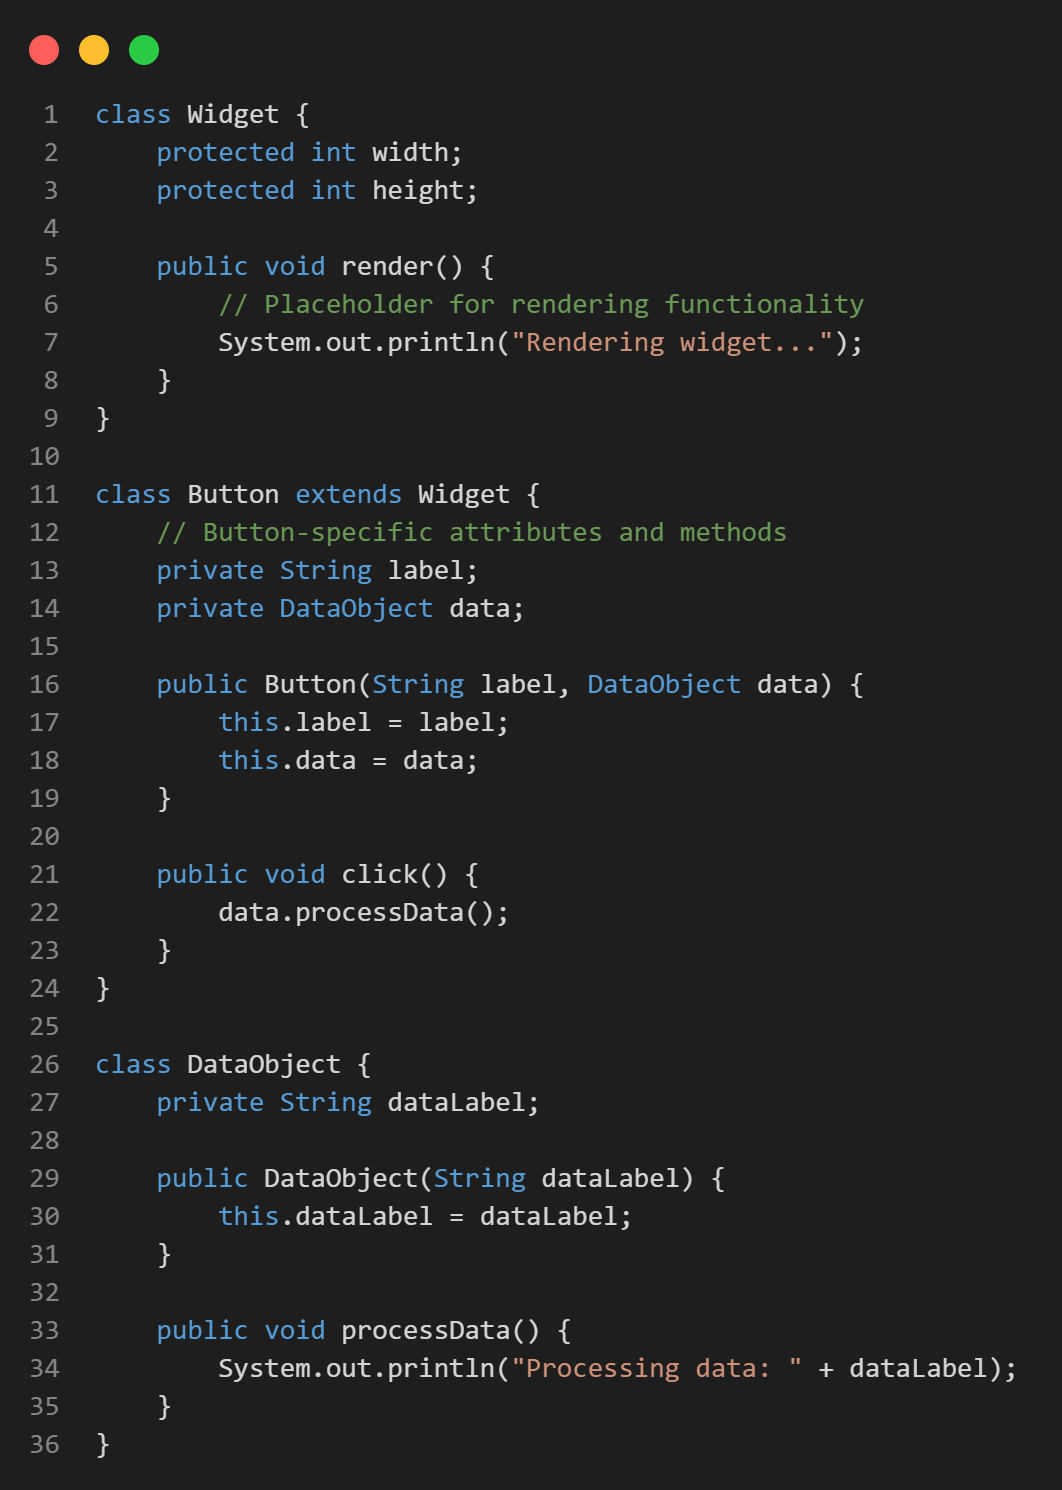 1 class Widget {
2     protected int width;
3     protected int height;
4
5     public void render() {
6         // Placeholder for rendering functionality
7         System.out.println("Rendering widget...");
8     }
9 }
10
11 class Button extends Widget {
12     // Button-specific attributes and methods
13     private String label;
14     private DataObject data;
15
16     public Button(String label, DataObject data) {
17         this.label = label;
18         this.data = data;
19     }
20
21     public void click() {
22         data.processData();
23     }
24 }
25
26 class DataObject {
27     private String dataLabel;
28
29     public DataObject(String dataLabel) {
30         this.dataLabel = dataLabel;
31     }
32
33     public void processData() {
34         System.out.println("Processing data: " + dataLabel);
35     }
36 }